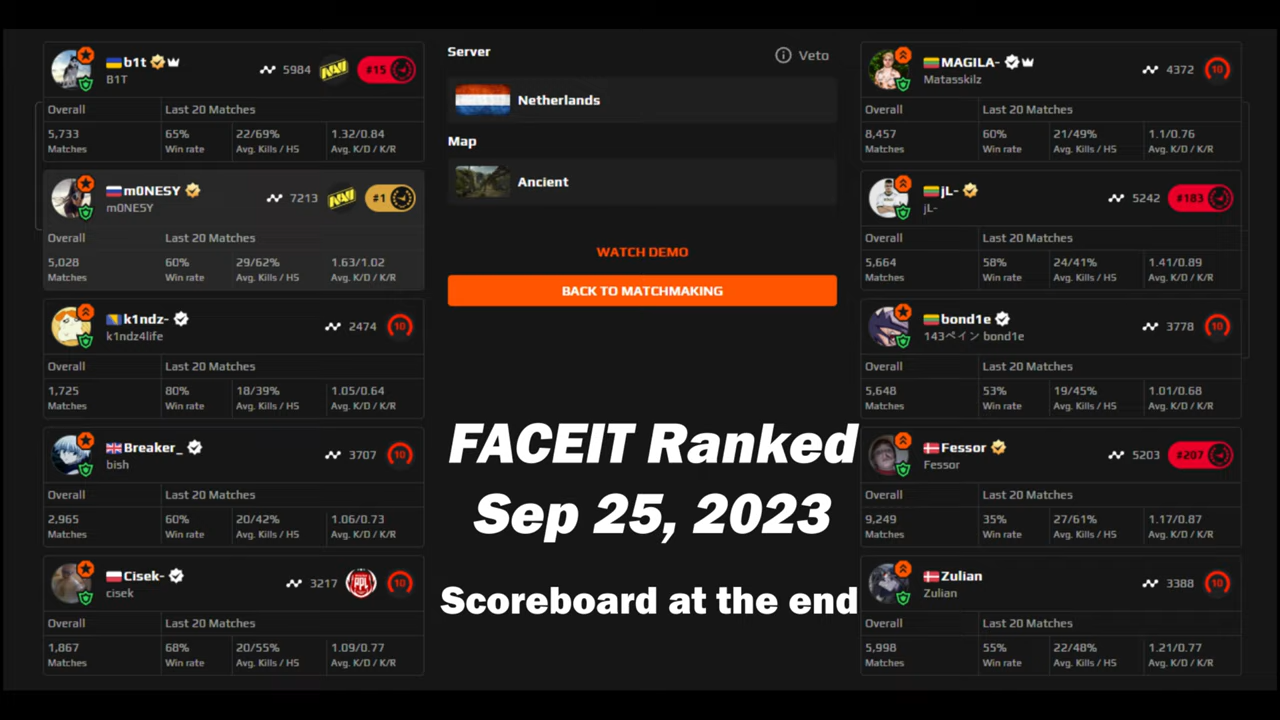 b1t
B1T
5984
#15
Overall
Last 20 Matches
5,733
65%
22/69%
1.32/0.84
Matches
Win rate
Avg. Kills / HS
Avg. K/D / K/R
m0NESY
m0NE5Y
7213
#1
Overall
Last 20 Matches
5,028
60%
29/62%
1.63/1.02
Matches
Win rate
Avg. Kills / HS
Avg. K/D / K/R
k1ndz-
k1ndz4life
2474
10
Overall
Last 20 Matches
1,725
80%
18/39%
1.05/0.64
Matches
Win rate
Avg. Kills / HS
Avg. K/D / K/R
Breaker_
bish
3707
10
Overall
Last 20 Matches
2,965
60%
20/42%
1.06/0.73
Matches
Win rate
Avg. Kills / HS
Avg. K/D / K/R
Cisek-
cisek
3217
PPL
10
Overall
Last 20 Matches
1,867
68%
20/55%
1.09/0.77
Matches
Win rate
Avg. Kills / HS
Avg. K/D / K/R
Server
Veto
Netherlands
Map
Ancient
WATCH DEMO
BACK TO MATCHMAKING
FACEIT Ranked
Sep 25, 2023
Scoreboard at the end
MAGILA-
Matasskilz
4372
10
Overall
Last 20 Matches
8,457
60%
21/49%
1.1/0.76
Matches
Win rate
Avg. Kills / HS
Avg. K/D / K/R
jL-
jL-
5242
#183
Overall
Last 20 Matches
5,664
58%
24/41%
1.41/0.89
Matches
Win rate
Avg. Kills / HS
Avg. K/D / K/R
bond1e
143ペイン bond1e
3778
10
Overall
Last 20 Matches
5,648
53%
19/45%
1.01/0.68
Matches
Win rate
Avg. Kills / HS
Avg. K/D / K/R
Fessor
Fessor
5203
#207
Overall
Last 20 Matches
9,249
35%
27/61%
1.17/0.87
Matches
Win rate
Avg. Kills / HS
Avg. K/D / K/R
Zulian
Zulian
3388
10
Overall
Last 20 Matches
5,998
55%
22/48%
1.21/0.77
Matches
Win rate
Avg. Kills / HS
Avg. K/D / K/R